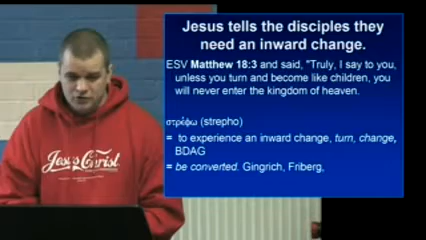 Jesus tells the disciples they
need an inward change.
ESV Matthew 18:3 and said, "Truly, I say to you,
unless you turn and become like children, you
will never enter the kingdom of heaven.
στρέφω (strepho)
= to experience an inward change, turn, change,
BDAG
= be converted. Gingrich, Friberg,
Jesus Christ